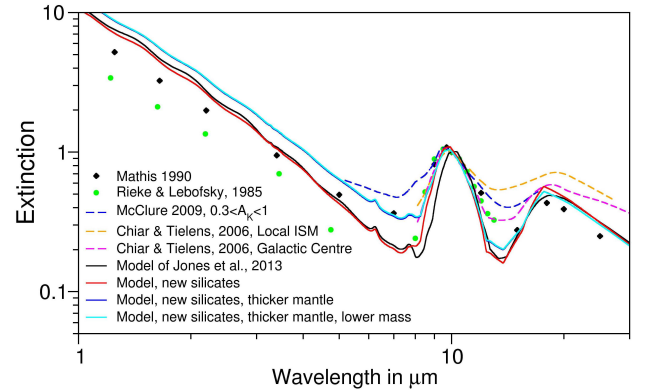 10
1
0.1
Extinction
Mathis 1990
Rieke & Lebofsky, 1985
McClure 2009, 0.3<A_K<1
Chiar & Tielens, 2006, Local ISM
Chiar & Tielens, 2006, Galactic Centre
Model of Jones et al., 2013
Model, new silicates
Model, new silicates, thicker mantle
Model, new silicates, thicker mantle, lower mass
1
10
Wavelength in μm